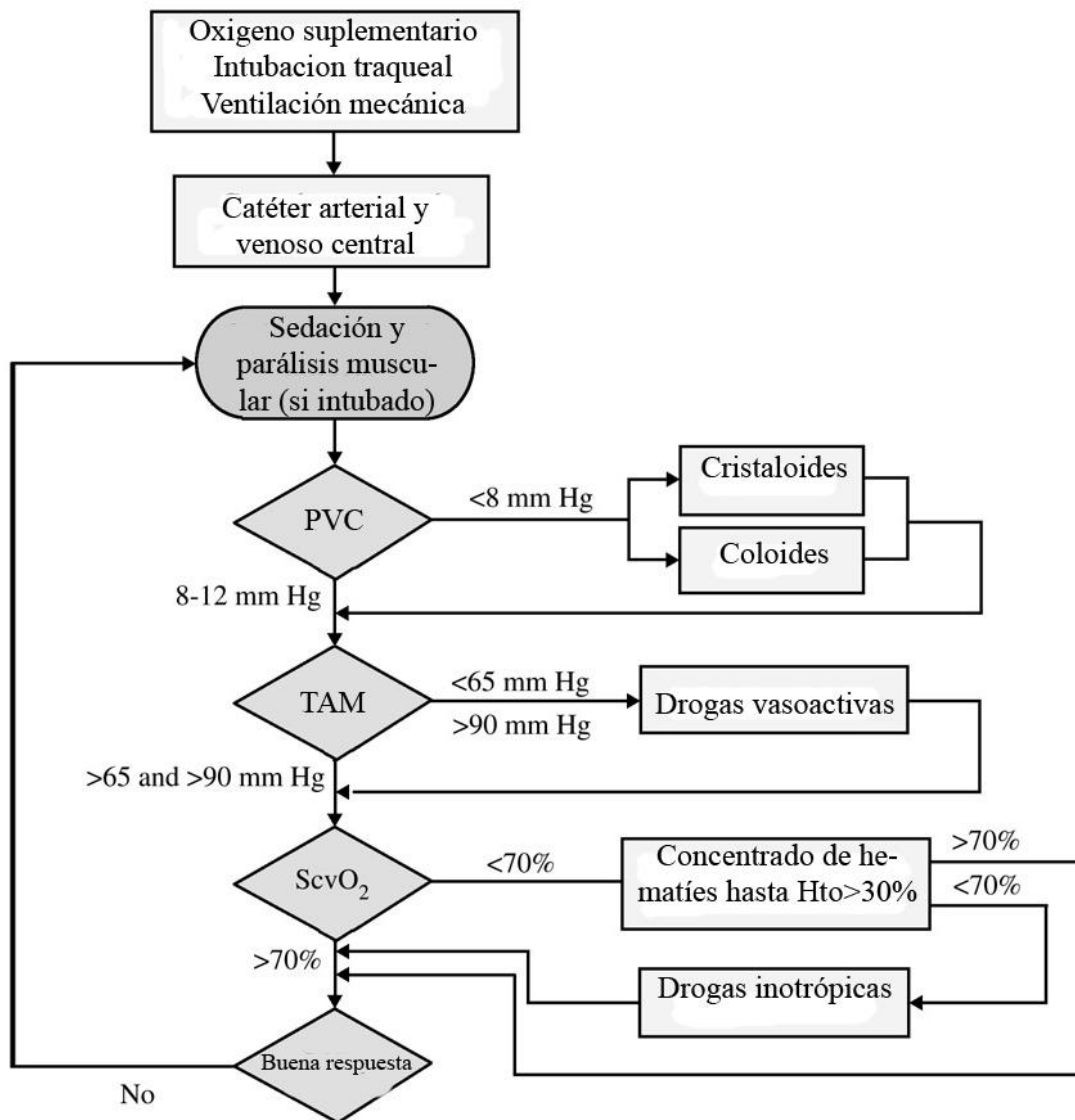 Oxigeno suplementario
Intubacion traqueal
Ventilación mecánica
Catéter arterial y
venoso central
Sedación y
parálisis muscu-
lar (si intubado)
PVC
<8 mm Hg
Cristaloides
Coloides
8-12 mm Hg
TAM
<65 mm Hg
>90 mm Hg
Drogas vasoactivas
>65 and >90 mm Hg
ScvO₂
<70%
Concentrado de he-
matíes hasta Hto>30%
>70%
<70%
>70%
Drogas inotrópicas
Buena respuesta
No